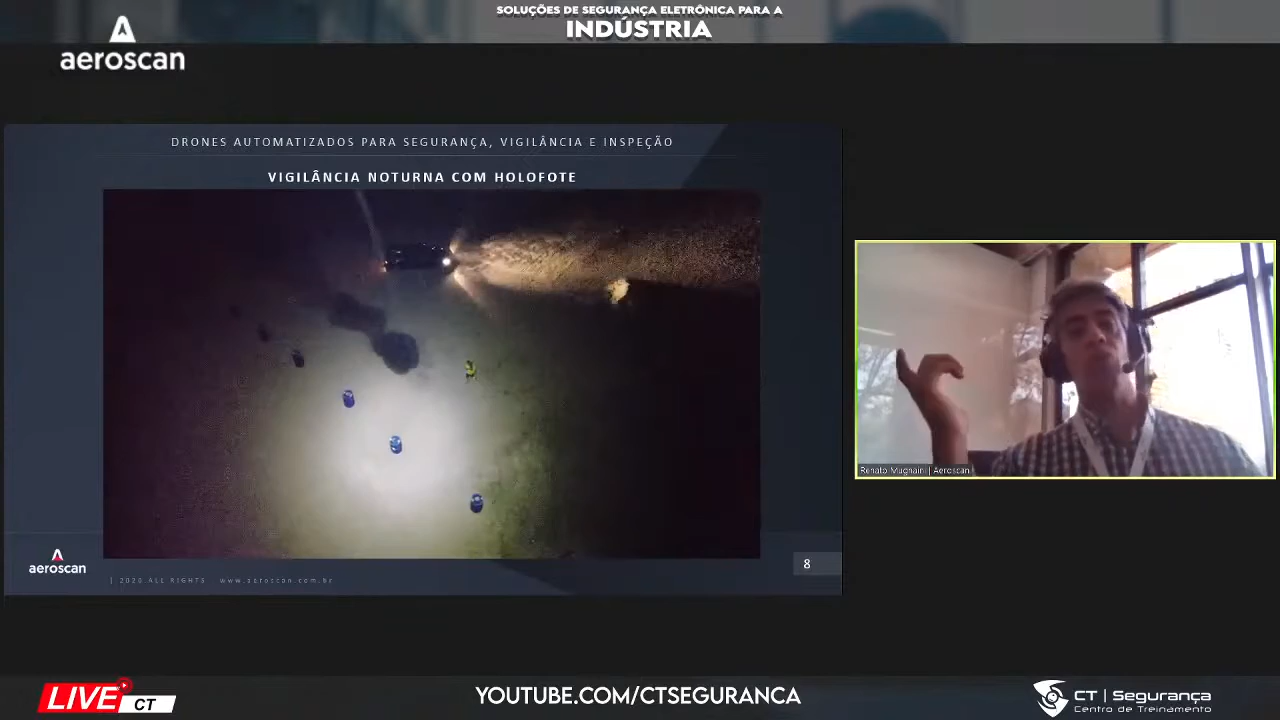 SOLUÇÕES DE SEGURANÇA ELETRÔNICA PARA A
INDÚSTRIA
aeroscan
DRONES AUTOMATIZADOS PARA SEGURANÇA, VIGILÂNCIA E INSPEÇÃO
VIGILÂNCIA NOTURNA COM HOLOFOTE
Renato Mugnaini | Aeroscan
aeroscan
| 2020 ALL RIGHTS www.aeroscan.com.br
8
LIVE CT
YOUTUBE.COM/CTSEGURANCA
CT | Segurança
Centro de Treinamento